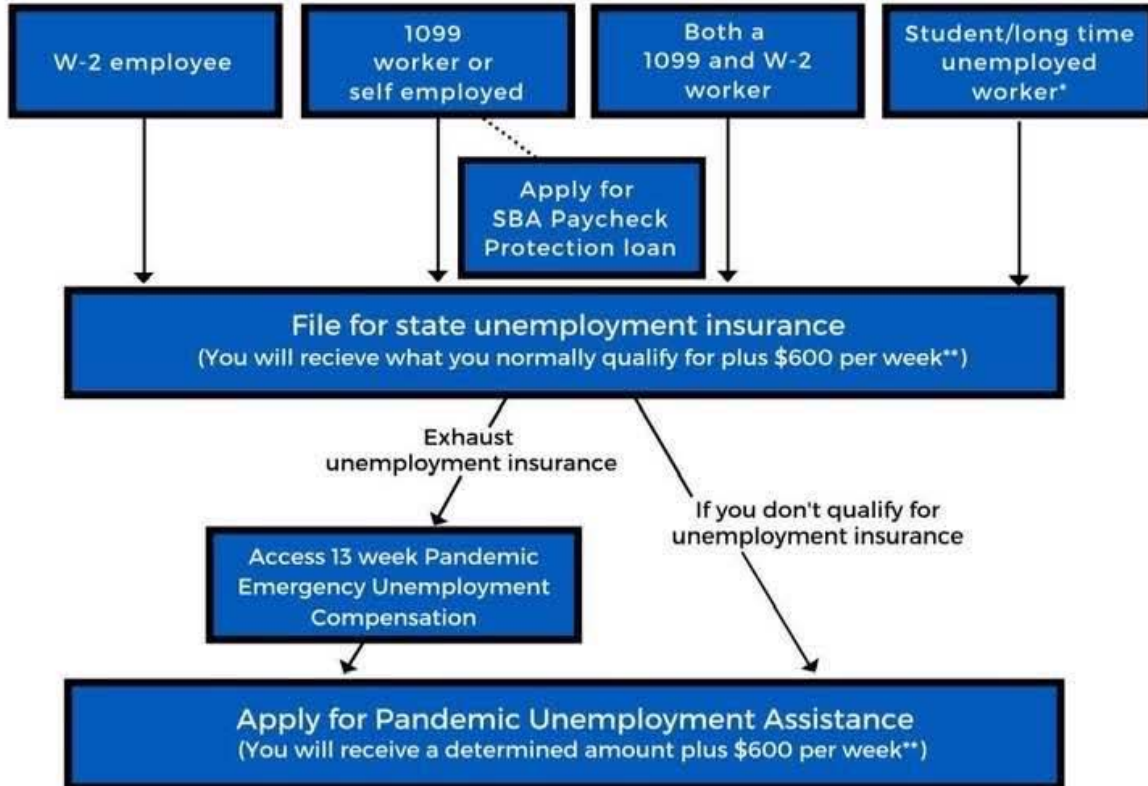 W-2 employee
1099
worker or
self employed
Both a
1099 and W-2
worker
Student/long time
unemployed
worker*
Apply for
SBA Paycheck
Protection loan
File for state unemployment insurance
(You will recieve what you normally qualify for plus $600 per week**)
Exhaust
unemployment insurance
If you don't qualify for
unemployment insurance
Access 13 week Pandemic
Emergency Unemployment
Compensation
Apply for Pandemic Unemployment Assistance
(You will receive a determined amount plus $600 per week**)